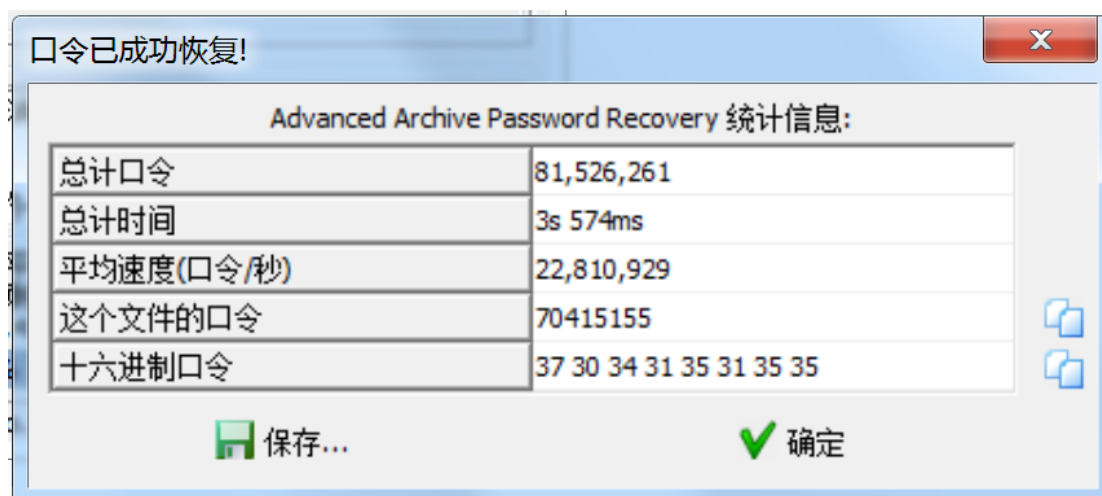 口令已成功恢复!
Advanced Archive Password Recovery 统计信息:
总计口令 81,526,261
总计时间 3s 574ms
平均速度(口令/秒) 22,810,929
这个文件的口令 70415155
十六进制口令 37 30 34 31 35 31 35 35
保存... 确定